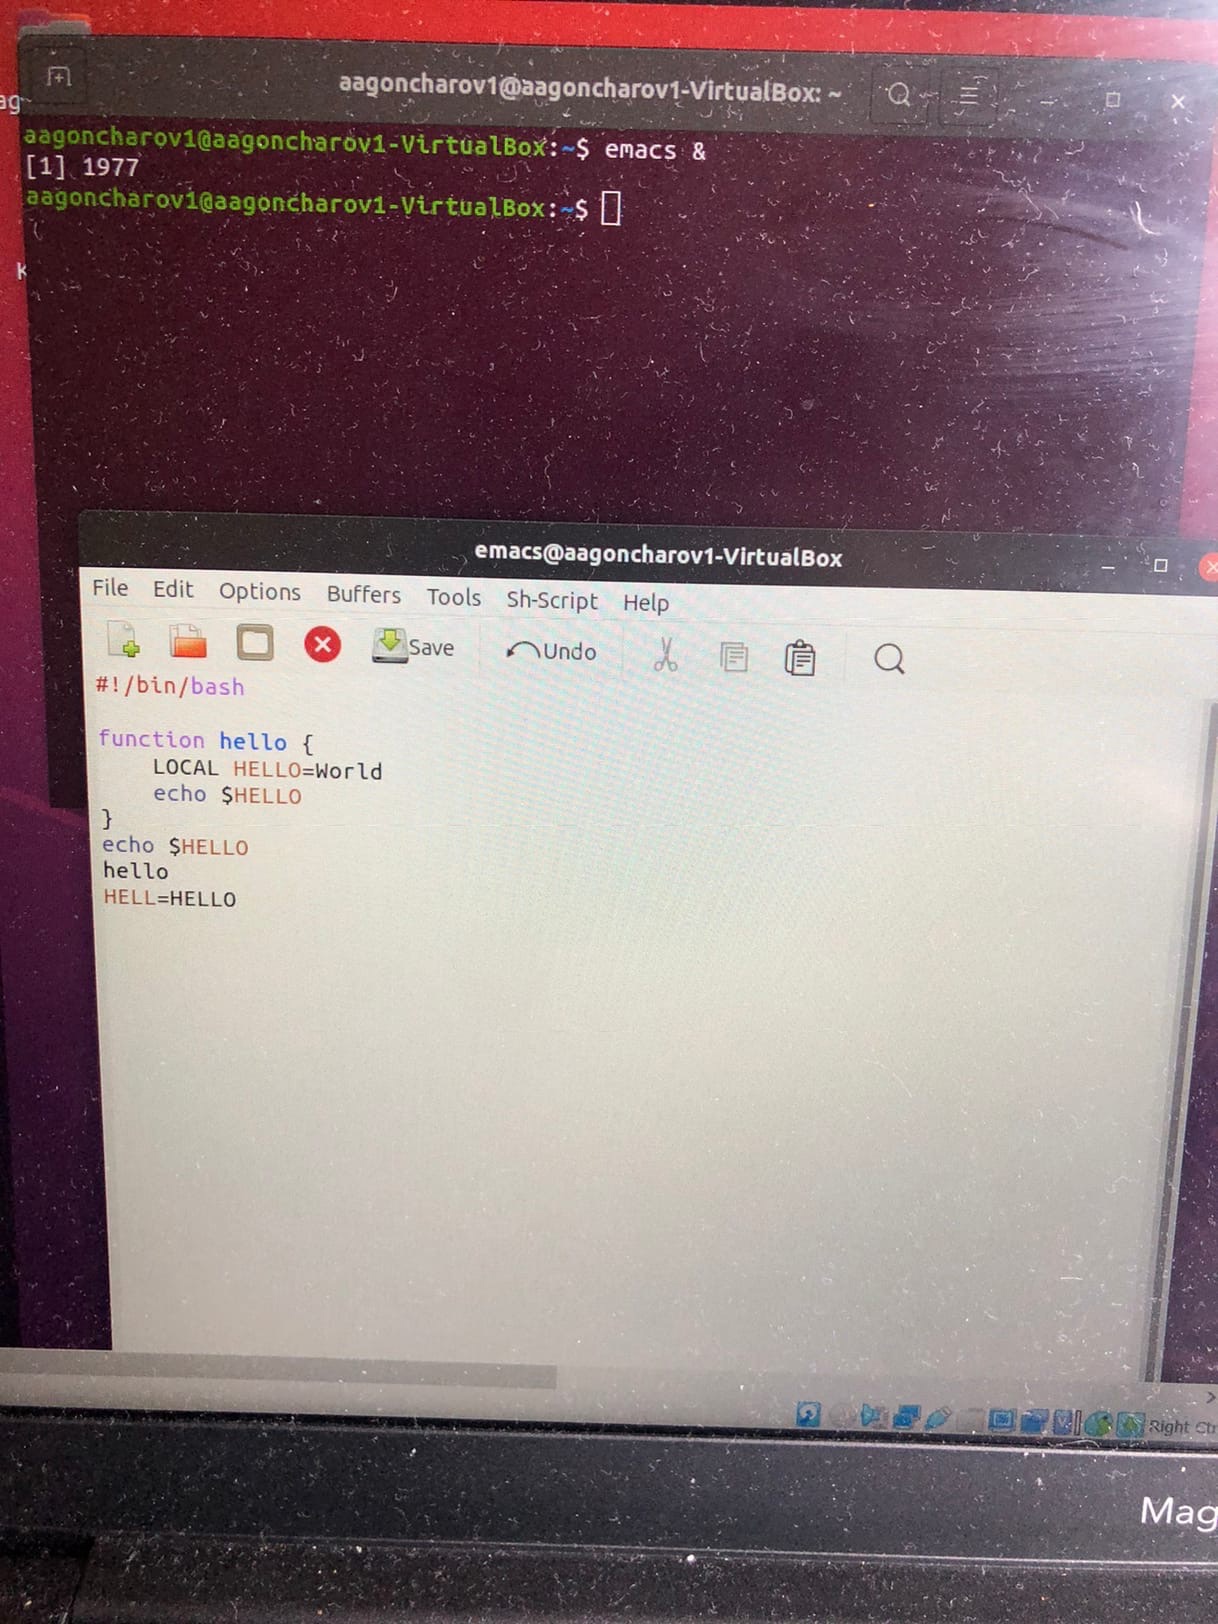 aagoncharov1@aagoncharov1-VirtualBox: ~
aagoncharov1@aagoncharov1-VirtualBox:~$ emacs &
[1] 1977
aagoncharov1@aagoncharov1-VirtualBox:~$
emacs@aagoncharov1-VirtualBox
File Edit Options Buffers Tools Sh-Script Help
Save Undo
#!/bin/bash
function hello {
LOCAL HELLO=World
echo $HELLO
}
echo $HELLO
hello
HELL=HELLO
Right